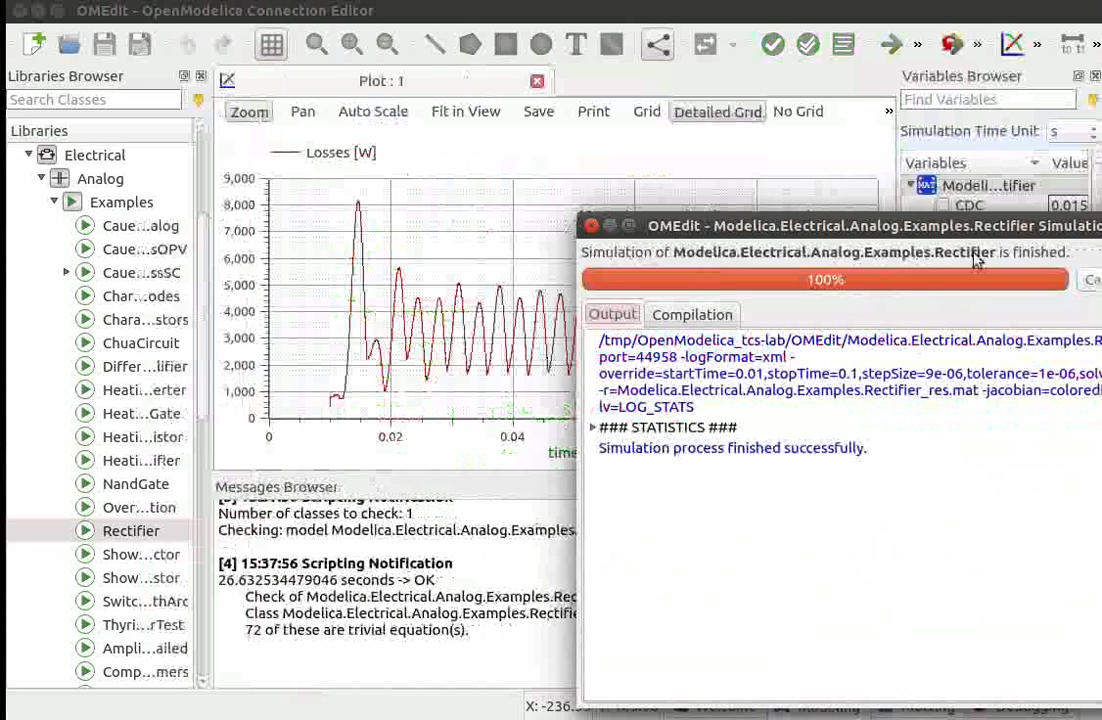 OMEdit - OpenModelica Connection Editor
Libraries Browser
Search Classes
Libraries
Electrical
Analog
Examples
Caue...alog
Caue...sOPV
Caue...ssSC
Char...odes
Chara...stors
ChuaCircuit
Differ...lifier
Heati...erter
Heat...Gate
Heati...istor
Heati...ifier
NandGate
Over...tion
Rectifier
Show...ctor
Show...stor
Switc...thArc
Thyri...rTest
Ampli...ailed
Comp...mers
Plot : 1
Zoom Pan Auto Scale Fit in View Save Print Grid Detailed Grid No Grid »
Losses [W]
9,000
8,000
7,000
6,000
5,000
4,000
3,000
2,000
1,000
0
0 0.02 0.04
time
Messages Browser
Number of classes to check: 1
Checking: model Modelica.Electrical.Analog.Examples.
[4] 15:37:56 Scripting Notification
26.632534479046 seconds -> OK
Check of Modelica.Electrical.Analog.Examples.Rec
Class Modelica.Electrical.Analog.Examples.Rectifie
72 of these are trivial equation(s).
Variables Browser
Find Variables
Simulation Time Unit s
Variables Value
Modeli...tifier
CDC 0.015
OMEdit - Modelica.Electrical.Analog.Examples.Rectifier Simulatio
Simulation of Modelica.Electrical.Analog.Examples.Rectifier is finished.
100% Ca
Output Compilation
/tmp/OpenModelica_tcs-lab/OMEdit/Modelica.Electrical.Analog.Examples.R
port=44958 -logFormat=xml -
override=startTime=0.01,stopTime=0.1,stepSize=9e-06,tolerance=1e-06,solv
-r=Modelica.Electrical.Analog.Examples.Rectifier_res.mat -jacobian=colored
lv=LOG_STATS
### STATISTICS ###
Simulation process finished successfully.
X: -236.